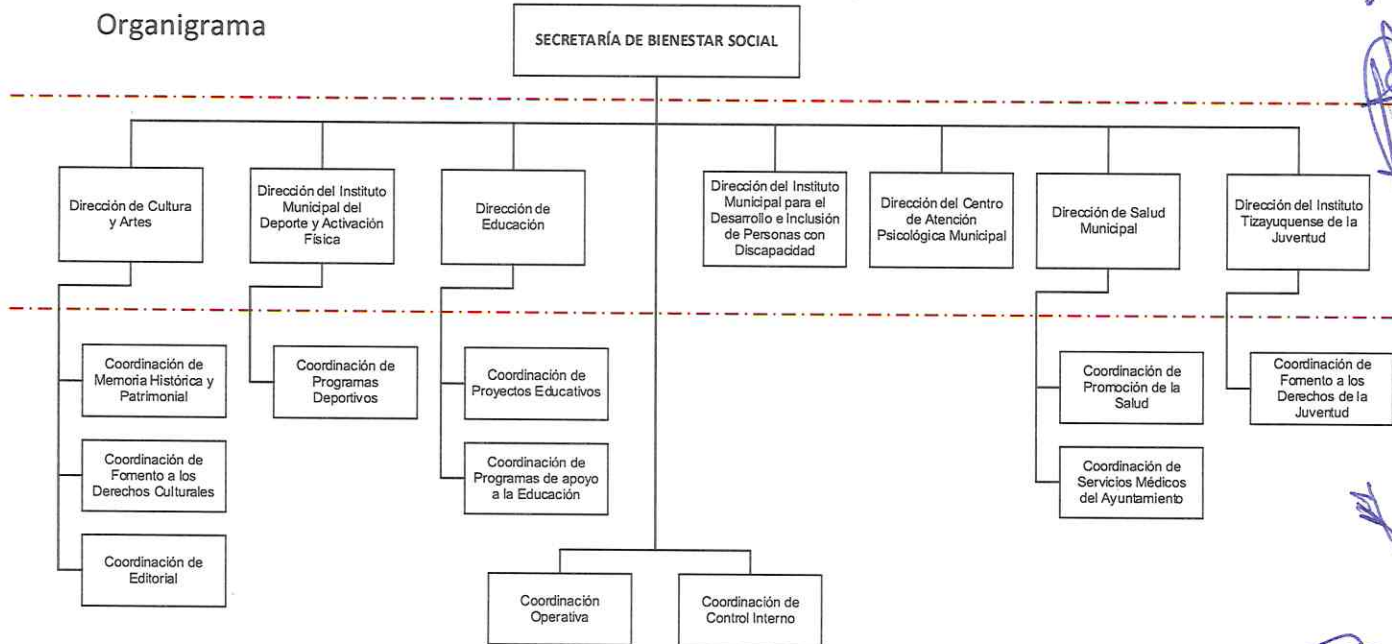 Organigrama
SECRETARÍA DE BIENESTAR SOCIAL
Dirección de Cultura
y Artes
Dirección del Instituto
Municipal del
Deporte y Activación
Física
Dirección de
Educación
Dirección del Instituto
Municipal para el
Desarrollo e Inclusión
de Personas con
Discapacidad
Dirección del Centro
de Atención
Psicológica Municipal
Dirección de Salud
Municipal
Dirección del Instituto
Tizayuquense de la
Juventud
Coordinación de
Memoria Histórica y
Patrimonial
Coordinación de
Fomento a los
Derechos Culturales
Coordinación de
Editorial
Coordinación de
Programas
Deportivos
Coordinación de
Proyectos Educativos
Coordinación de
Programas de apoyo
a la Educación
Coordinación de
Promoción de la
Salud
Coordinación de
Servicios Médicos
del Ayuntamiento
Coordinación de
Fomento a los
Derechos de la
Juventud
Coordinación
Operativa
Coordinación de
Control Interno